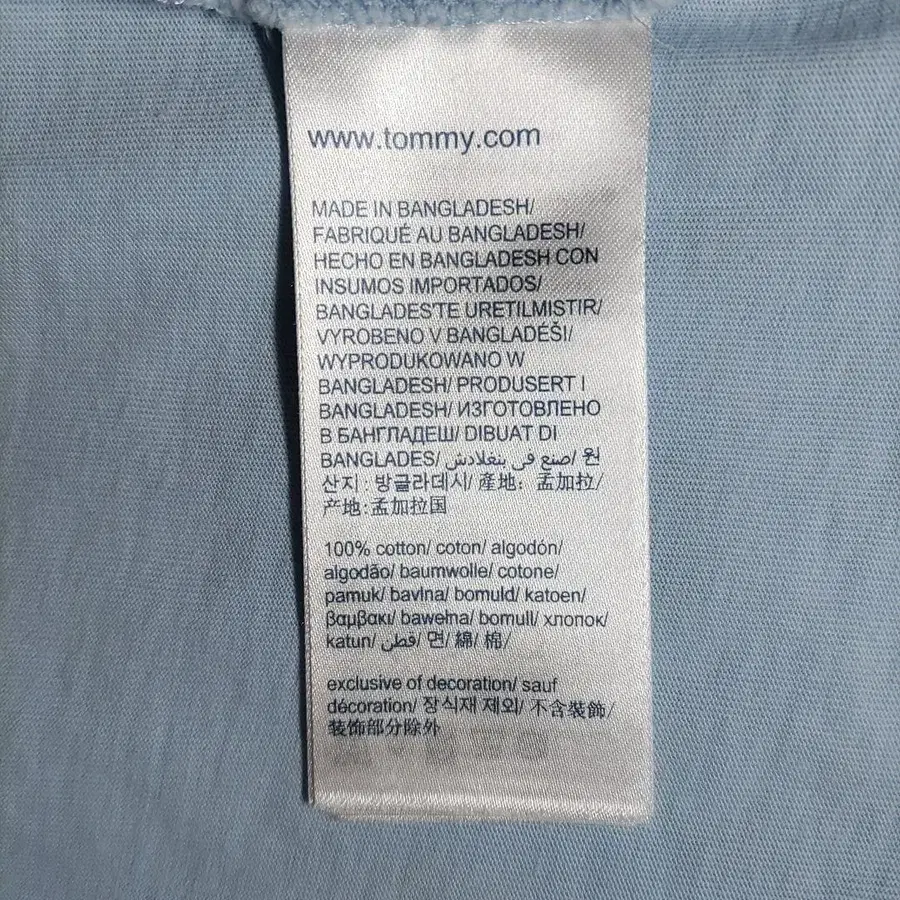 www.tommy.com
MADE IN BANGLADESH/
FABRIQUÉ AU BANGLADESH/
HECHO EN BANGLADESH CON
INSUMOS IMPORTADOS/
BANGLADES'TE URETILMISTIR/
VYROBENO V BANGLADÉŠI/
WYPRODUKOWANO W
BANGLADESH/ PRODUSERT I
BANGLADESH/ ИЗГОТОВЛЕНО
В БАНГЛАДЕШ/ DIBUAT DI
BANGLADES/ صنع في بنغلادش/ 원
산지 : 방글라데시/ 產地: 孟加拉/
产地:孟加拉国
100% cotton/ coton/ algodón/
algodão/ baumwolle/ cotone/
pamuk/ bavlna/ bomuld/ katoen/
βαμβακι/ bawełna/ bomull/ хлопок/
katun/ قطن/ 면/ 綿/ 棉/
exclusive of decoration/ sauf
décoration/ 장식재 제외/ 不含裝飾/
装饰部分除外